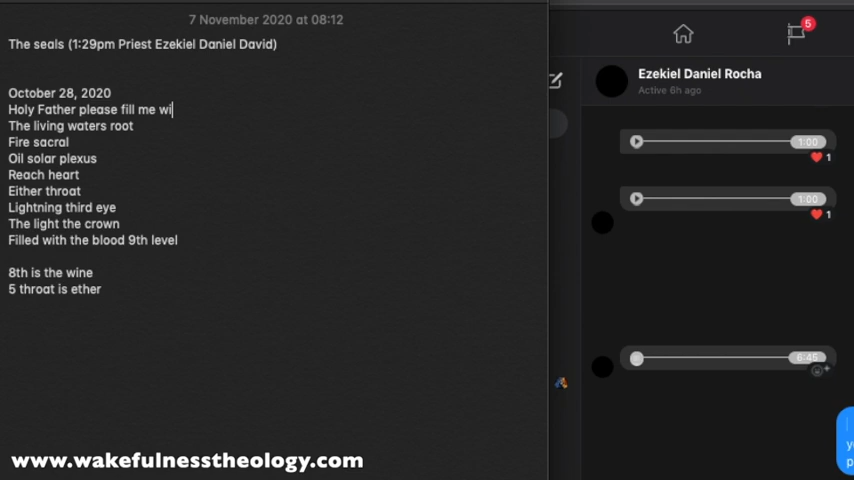 7 November 2020 at 08:12
The seals (1:29pm Priest Ezekiel Daniel David)
October 28, 2020
Holy Father please fill me wi
The living waters root
Fire sacral
Oil solar plexus
Reach heart
Either throat
Lightning third eye
The light the crown
Filled with the blood 9th level
8th is the wine
5 throat is ether
www.wakefulnesstheology.com
5
Ezekiel Daniel Rocha
Active 6h ago
1:00
1
1:00
1
6:45
y
p